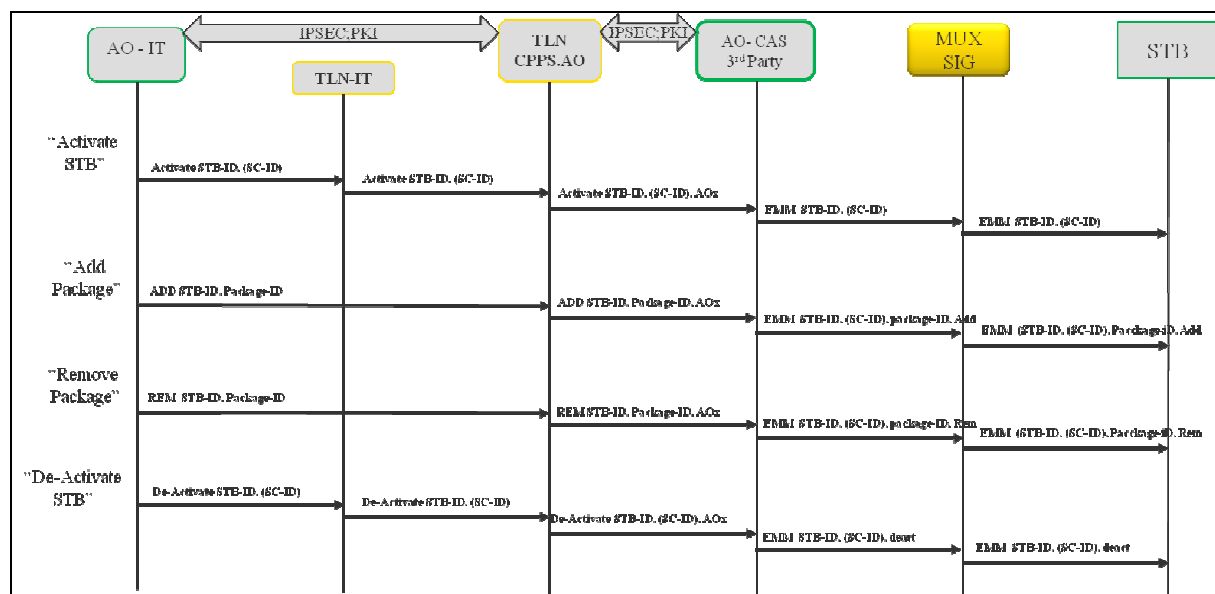 AO - IT
IPSEC:PKI
TLN
CPPS.AO
IPSEC:PKI
AO- CAS
3rd Party
MUX
SIG
STB
TLN-IT
"Activate
STB"
Activate STB-ID, (SC-ID)
Activate STB-ID, (SC-ID)
Activate STB-ID, (SC-ID), AOx
EMM STB-ID, (SC-ID)
EMM STB-ID, (SC-ID)
"Add
Package"
ADD STB-ID, Package-ID
ADD STB-ID, Package-ID, AOx
EMM STB-ID, (SC-ID), package-ID, Add
EMM (STB-ID, (SC-ID), Package-ID, Add
"Remove
Package"
REM STB-ID, Package-ID
REM STB-ID, Package-ID, AOx
EMM STB-ID, (SC-ID), package-ID, Rem
EMM (STB-ID, (SC-ID), Package-ID, Rem
"De-Activate
STB"
De-Activate STB-ID, (SC-ID)
De-Activate STB-ID, (SC-ID)
De-Activate STB-ID, (SC-ID), AOx
EMM STB-ID, (SC-ID), deact
EMM STB-ID, (SC-ID), deact